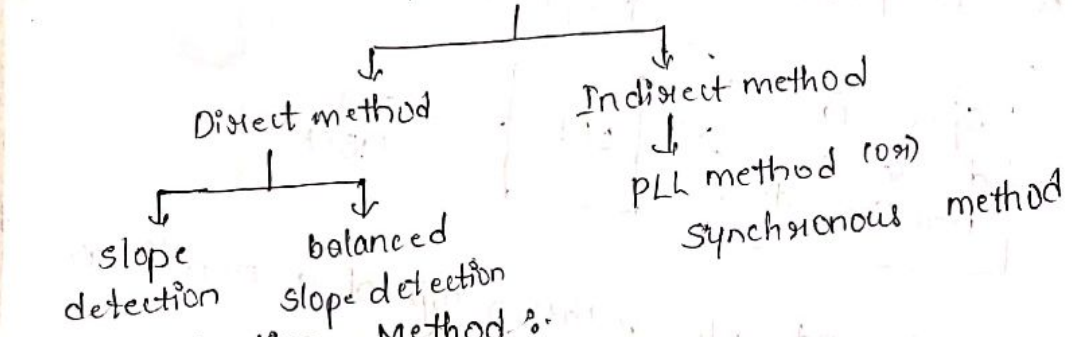 Direct method
Indirect method
PLL method (or)
Synchronous method
slope
detection
balanced
slope detection
Method :-